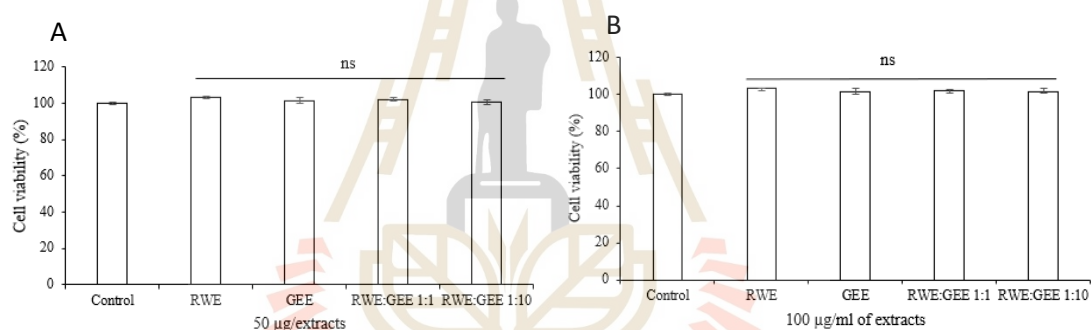 A
ns
120
100
80
60
40
20
0
Cell viability (%)
Control RWE GEE RWE:GEE 1:1 RWE:GEE 1:10
50 µg/extracts
B
ns
120
100
80
60
40
20
0
Cell viability (%)
Control RWE GEE RWE:GEE 1:1 RWE:GEE 1:10
100 µg/ml of extracts